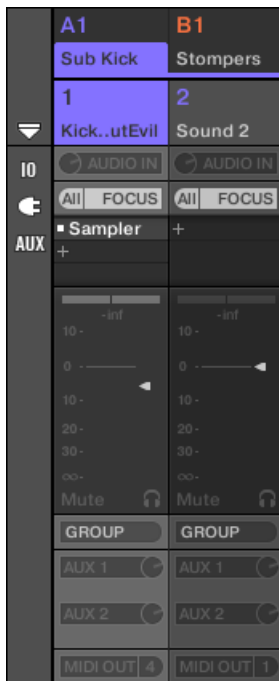 A1 B1
Sub Kick Stompers
1 2
Kick..utEvil Sound 2
IO AUDIO IN AUDIO IN
All FOCUS All FOCUS
AUX ▪ Sampler +
+
-inf -inf
10 - 10 -
0 - 0 -
10 - 10 -
20 - 20 -
30 - 30 -
∞- ∞-
Mute Mute
GROUP GROUP
AUX 1 AUX 1
AUX 2 AUX 2
MIDI OUT 4 MIDI OUT 1